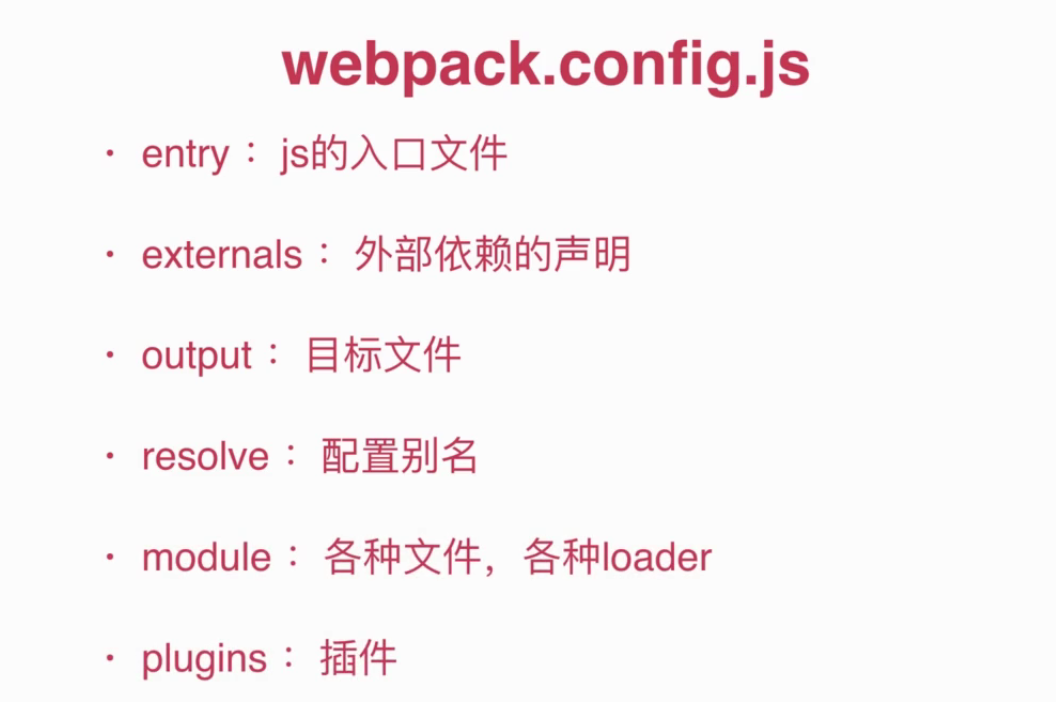 webpack.config.js
· entry： js的入口文件
· externals： 外部依赖的声明
· output： 目标文件
· resolve： 配置别名
· module： 各种文件，各种loader
· plugins： 插件